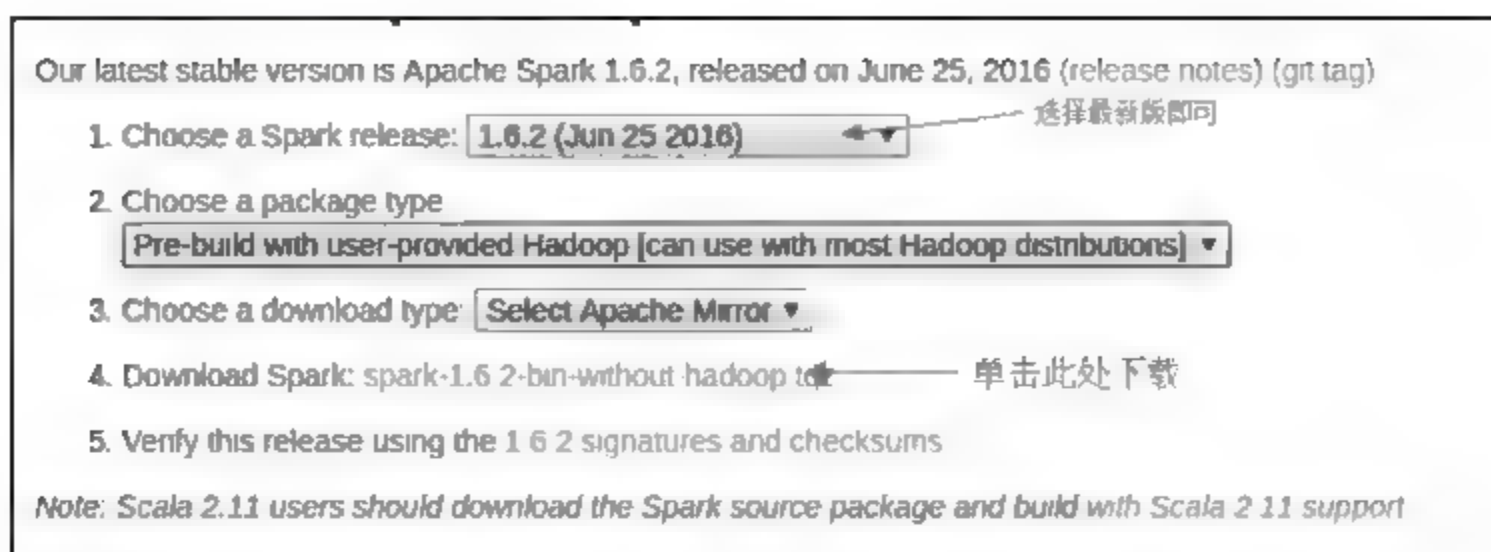 Our latest stable version is Apache Spark 1.6.2, released on June 25, 2016 (release notes) (git tag)
选择最新版即可
1. Choose a Spark release: 1.6.2 (Jun 25 2016)
2. Choose a package type
Pre-build with user-provided Hadoop [can use with most Hadoop distributions]
3. Choose a download type: Select Apache Mirror
4. Download Spark: spark-1.6.2-bin-without-hadoop 单击此处下载
5. Verify this release using the 1.6.2 signatures and checksums
Note: Scala 2.11 users should download the Spark source package and build with Scala 2.11 support